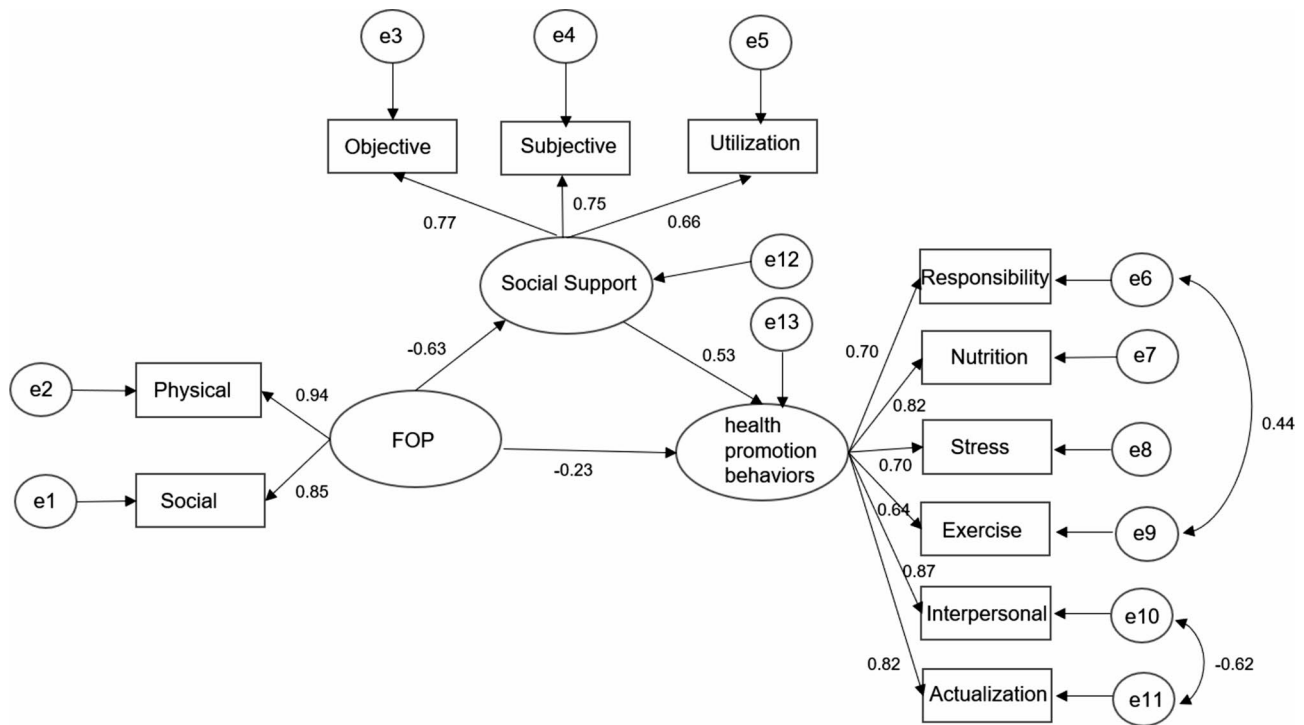 e3
e4
e5
Objective
Subjective
Utilization
0.77
0.75
0.66
Social Support
e12
e13
-0.63
0.53
e2
Physical
0.94
e1
Social
0.85
FOP
-0.23
health
promotion
behaviors
0.70
Responsibility
e6
0.82
Nutrition
e7
0.70
Stress
e8
0.44
0.64
Exercise
e9
0.87
Interpersonal
e10
0.82
Actualization
e11
-0.62